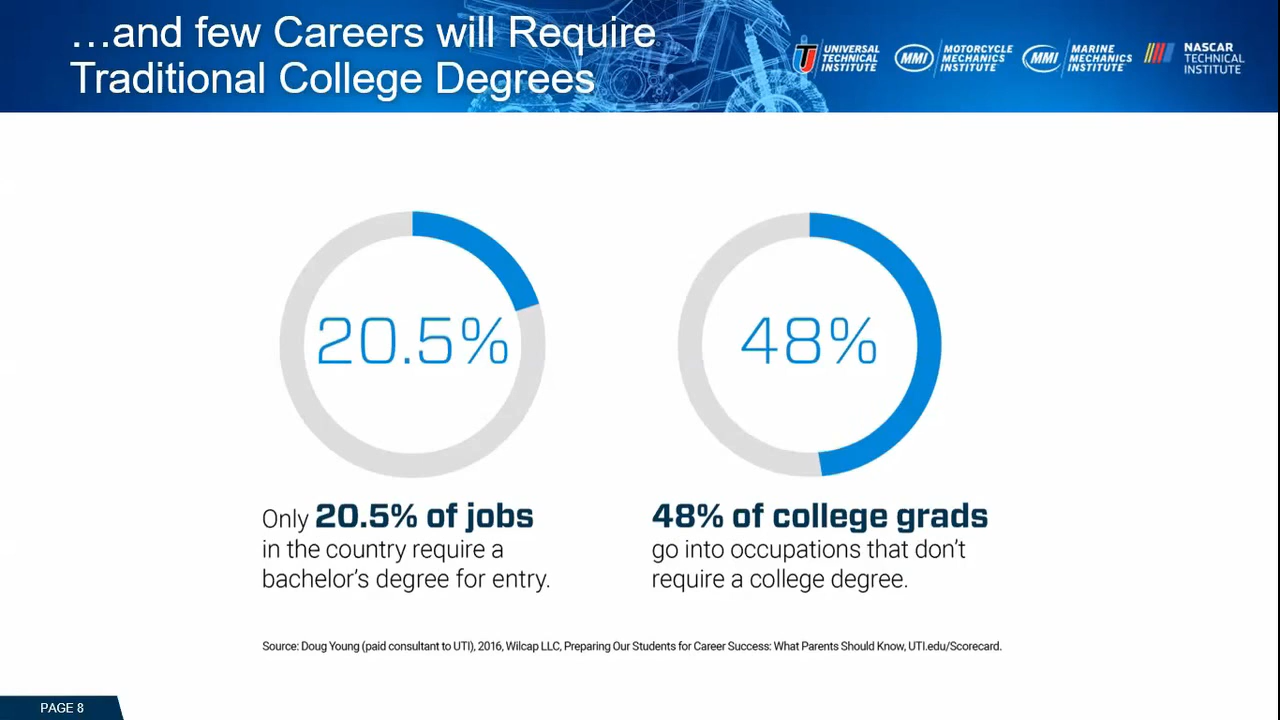 ...and few Careers will Require
Traditional College Degrees
UNIVERSAL
TECHNICAL
INSTITUTE
MMI
MOTORCYCLE
MECHANICS
INSTITUTE
MMI
MARINE
MECHANICS
INSTITUTE
NASCAR
TECHNICAL
INSTITUTE
20.5%
48%
Only 20.5% of jobs
in the country require a
bachelor's degree for entry.
48% of college grads
go into occupations that don't
require a college degree.
Source: Doug Young (paid consultant to UTI), 2016, Wilcap LLC, Preparing Our Students for Career Success: What Parents Should Know, UTI.edu/Scorecard.
PAGE 8